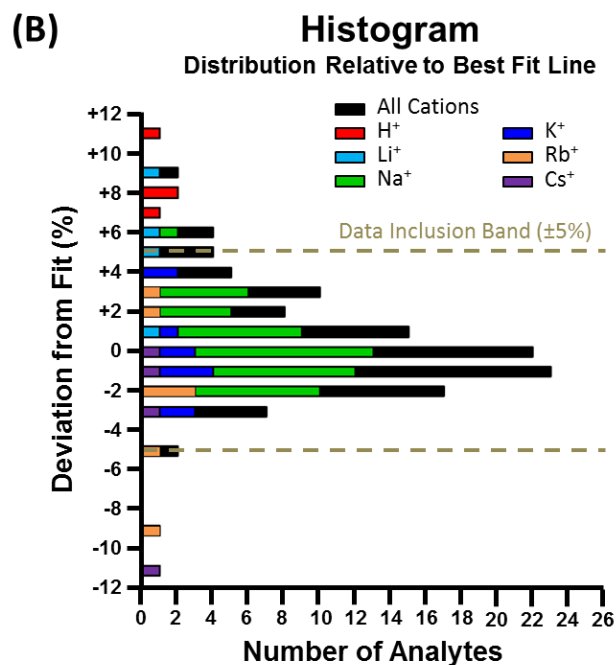 (B)
Histogram
Distribution Relative to Best Fit Line
All Cations
H⁺
K⁺
Li⁺
Rb⁺
Na⁺
Cs⁺
Data Inclusion Band (±5%)
Deviation from Fit (%)
+12
+10
+8
+6
+4
+2
0
-2
-4
-6
-8
-10
-12
0 2 4 6 8 10 12 14 16 18 20 22 24 26
Number of Analytes